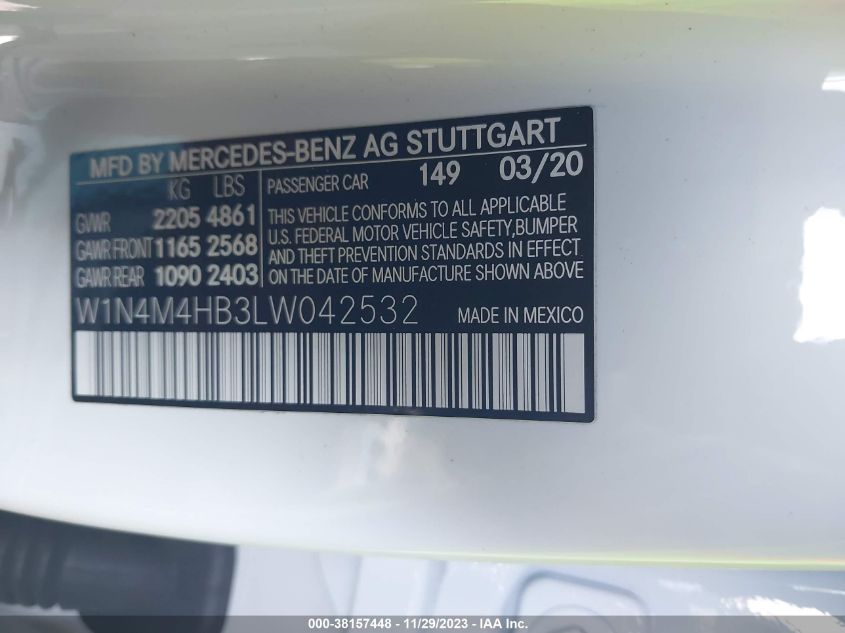 MFD BY MERCEDES-BENZ AG STUTTGART
KG LBS
GVWR 2205 4861
GAWR FRONT 1165 2568
GAWR REAR 1090 2403
PASSENGER CAR 149 03/20
THIS VEHICLE CONFORMS TO ALL APPLICABLE
U.S. FEDERAL MOTOR VEHICLE SAFETY,BUMPER
AND THEFT PREVENTION STANDARDS IN EFFECT
ON THE DATE OF MANUFACTURE SHOWN ABOVE
W1N4M4HB3LW042532 MADE IN MEXICO
000-38157448 - 11/29/2023 - IAA Inc.